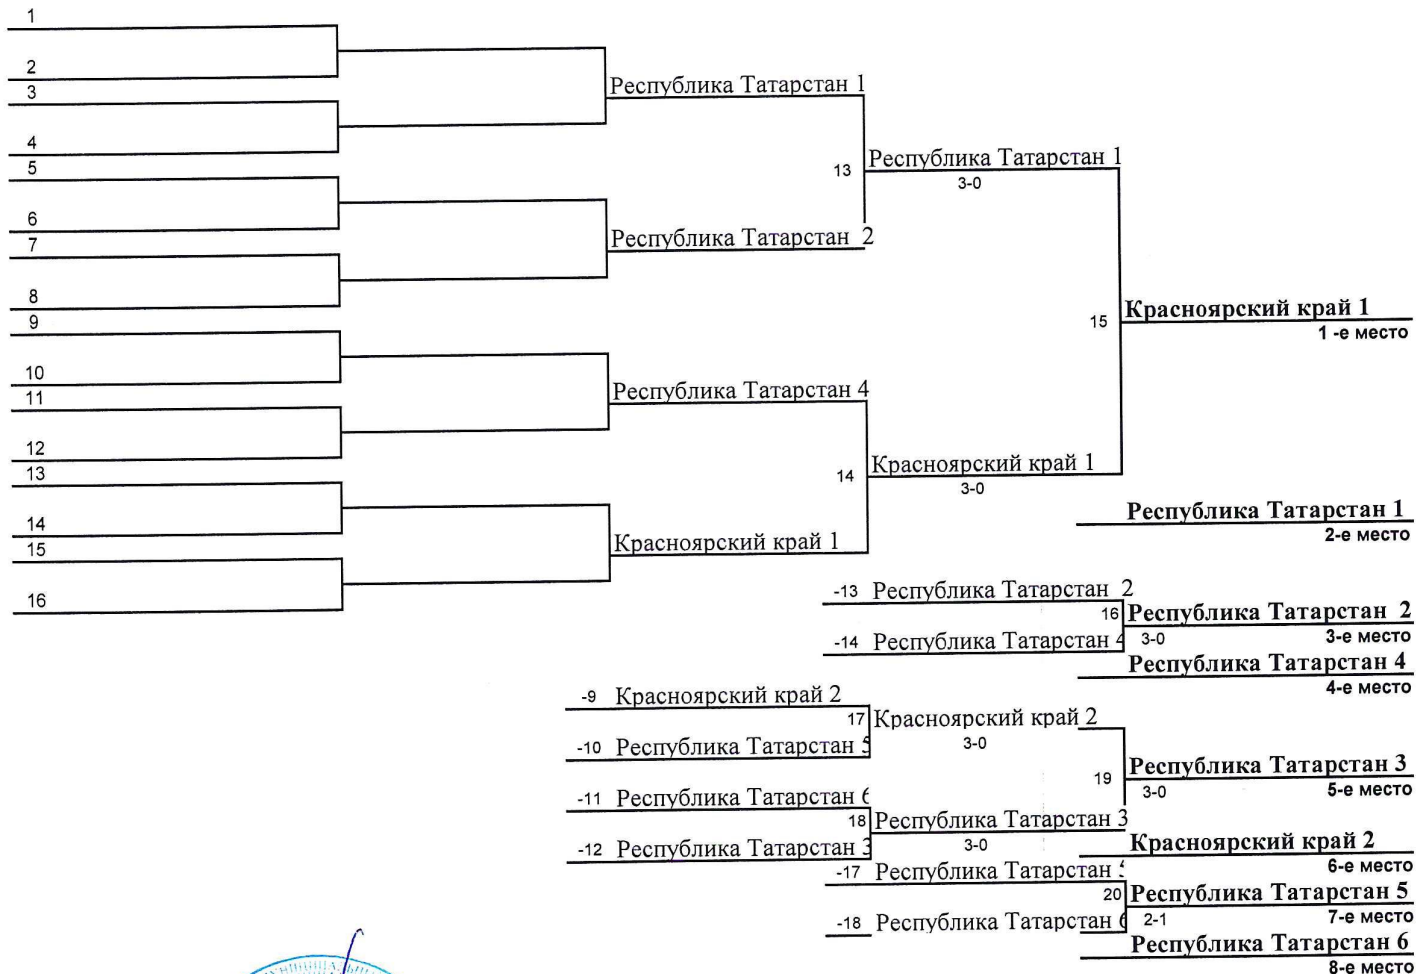 1
2
3
4
5
6
7
8
9
10
11
12
13
14
15
16
Республика Татарстан 1
Республика Татарстан 2
Республика Татарстан 4
Красноярский край 1
13
Республика Татарстан 1
3-0
14
Красноярский край 1
3-0
15
Красноярский край 1
1 -е место
Республика Татарстан 1
2-е место
-13 Республика Татарстан 2
-14 Республика Татарстан 4
16 Республика Татарстан 2
3-0 3-е место
Республика Татарстан 4
4-е место
-9 Красноярский край 2
-10 Республика Татарстан 5
17 Красноярский край 2
3-0
-11 Республика Татарстан 6
-12 Республика Татарстан 3
18 Республика Татарстан 3
3-0
19 Республика Татарстан 3
3-0 5-е место
Красноярский край 2
6-е место
-17 Республика Татарстан
-18 Республика Татарстан 6
20 Республика Татарстан 5
2-1 7-е место
Республика Татарстан 6
8-е место